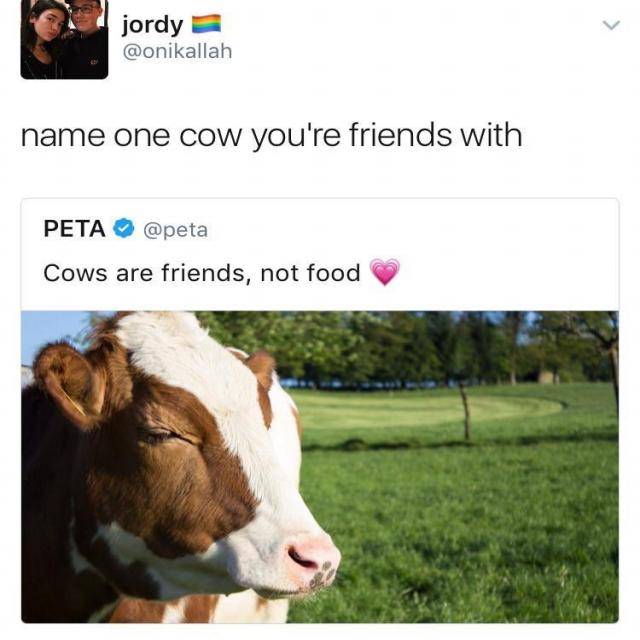 jordy 🏳️‍🌈
@onikallah
name one cow you're friends with
PETA @peta
Cows are friends, not food 💗